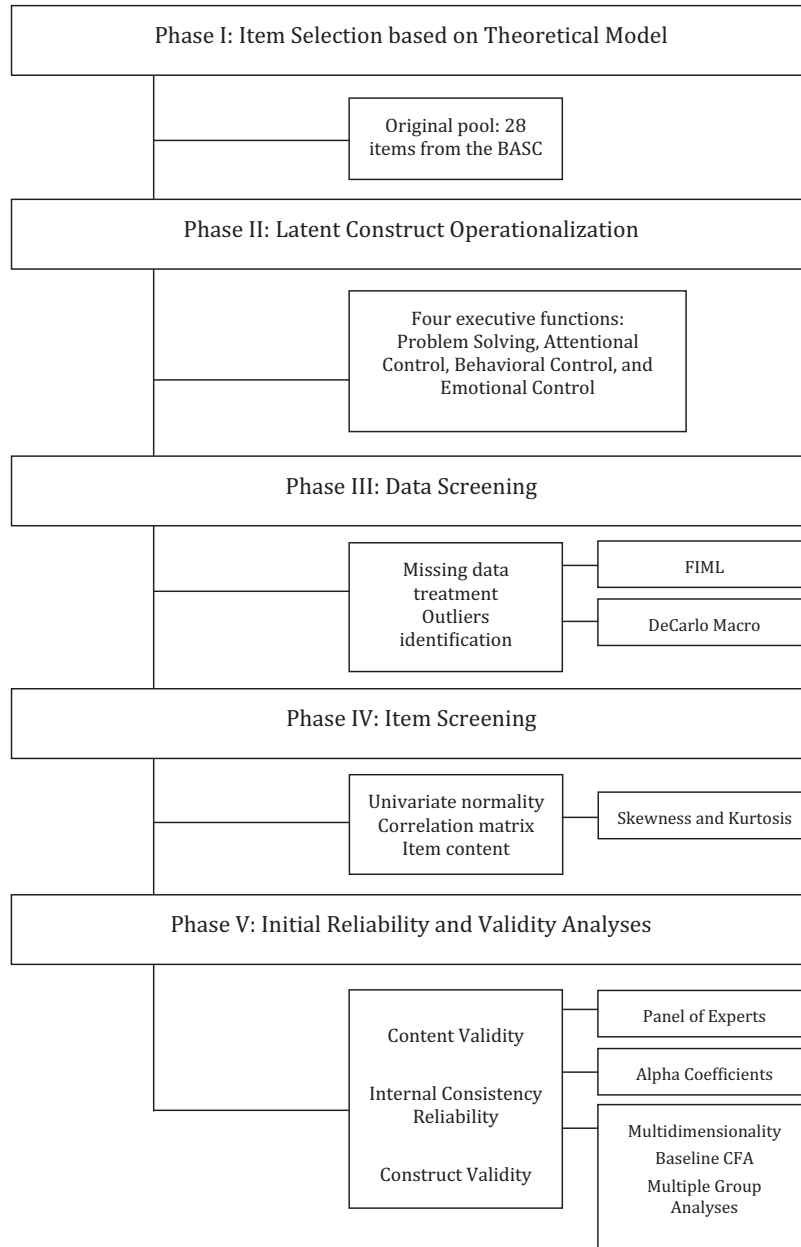 Phase I: Item Selection based on Theoretical Model
Original pool: 28
items from the BASC
Phase II: Latent Construct Operationalization
Four executive functions:
Problem Solving, Attentional
Control, Behavioral Control, and
Emotional Control
Phase III: Data Screening
Missing data
treatment
Outliers
identification
FIML
DeCarlo Macro
Phase IV: Item Screening
Univariate normality
Correlation matrix
Item content
Skewness and Kurtosis
Phase V: Initial Reliability and Validity Analyses
Content Validity
Internal Consistency
Reliability
Construct Validity
Panel of Experts
Alpha Coefficients
Multidimensionality
Baseline CFA
Multiple Group
Analyses